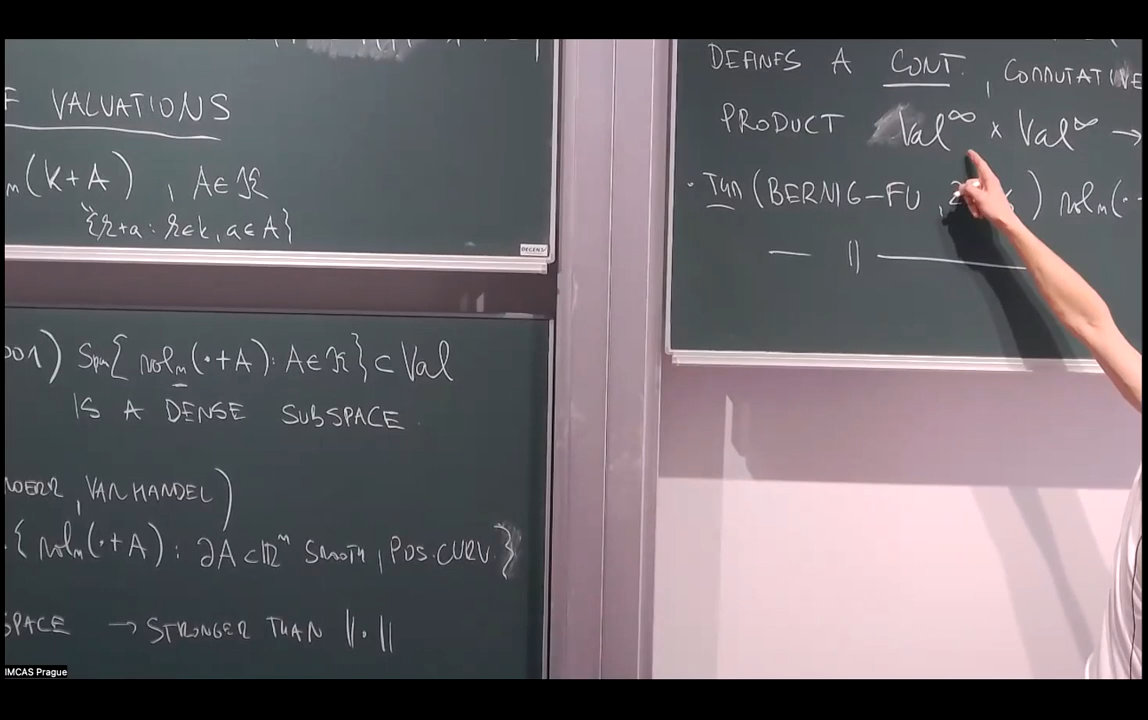 F VALUATIONS
m(K+A) , A∈𝒦
"{k+a : k∈K, a∈A}
DECENSI
001) Span{ vol_m(·+A) : A∈𝒦 } ⊂ Val
IS A DENSE SUBSPACE.
, VAN HANDEL)
{ vol_m(·+A) : ∂A⊂ℝ^m SMOOTH, POS. CURV. }
SPACE → STRONGER THAN ‖·‖
DEFINES A CONT., COMMUTATIVE
PRODUCT Val^∞ × Val^∞ →
· Thm (BERNIG–FU, ) vol_m(·
— || —
IMCAS Prague